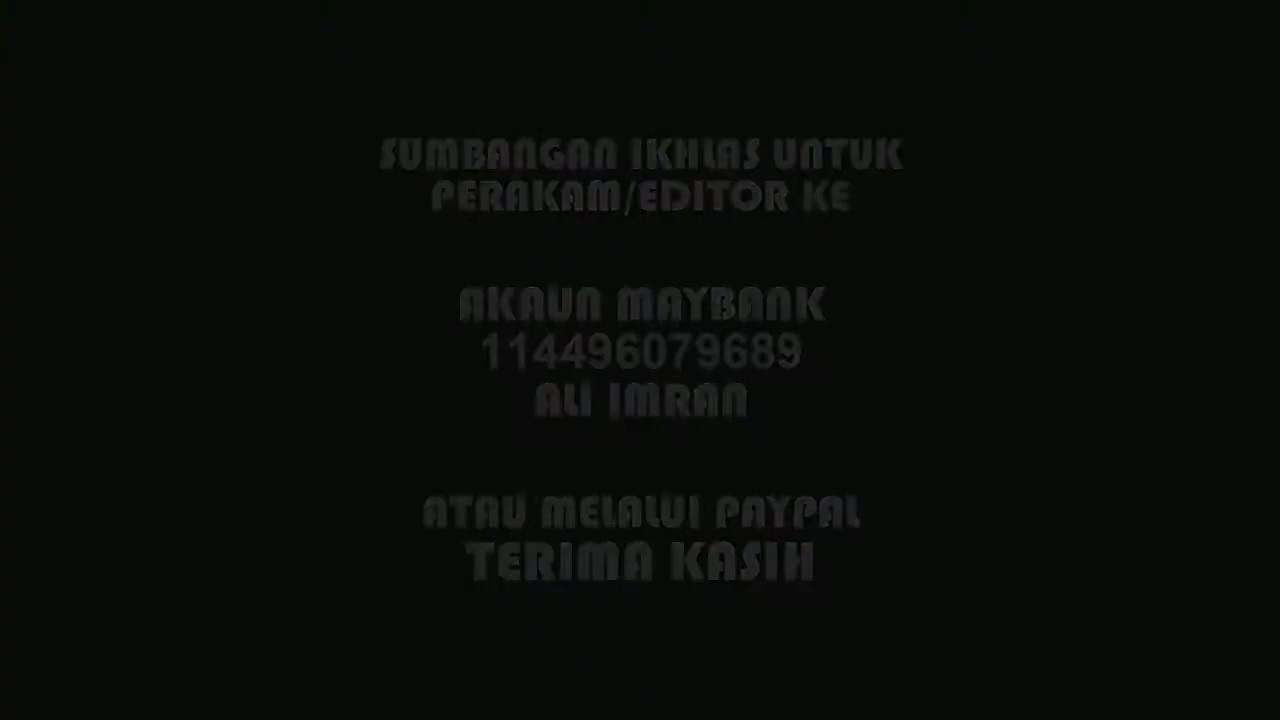 SUMBANGAN IKHLAS UNTUK
PERAKAM/EDITOR KE
AKAUN MAYBANK
114496079689
ALI IMRAN
ATAU MELALUI PAYPAL
TERIMA KASIH